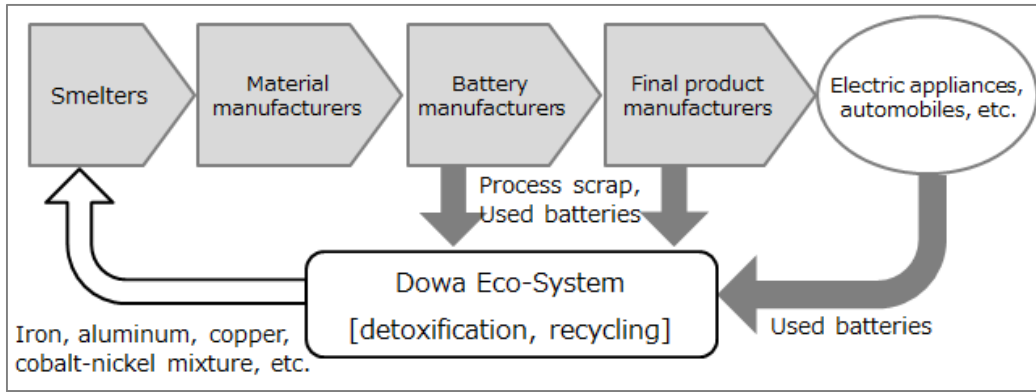 Smelters
Material
manufacturers
Battery
manufacturers
Final product
manufacturers
Electric appliances,
automobiles, etc.
Process scrap,
Used batteries
Dowa Eco-System
[detoxification, recycling]
Used batteries
Iron, aluminum, copper,
cobalt-nickel mixture, etc.